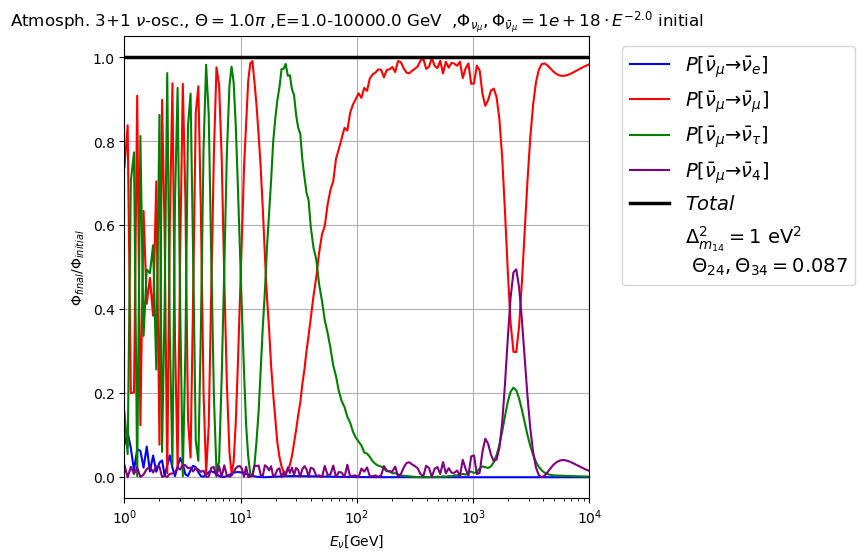 Atmosph. 3+1 ν-osc., Θ = 1.0π ,E=1.0-10000.0 GeV ,Φ_{ν_μ}, Φ_{ν̄_μ} = 1e + 18 · E^{−2.0} initial
Φ_{final}/Φ_{initial}
1.0
0.8
0.6
0.4
0.2
0.0
10^0
10^1
10^2
10^3
10^4
E_ν[GeV]
P[ν̄_μ→ν̄_e]
P[ν̄_μ→ν̄_μ]
P[ν̄_μ→ν̄_τ]
P[ν̄_μ→ν̄_4]
Total
Δ^2_{m_{14}} = 1 eV^2
Θ_{24}, Θ_{34} = 0.087